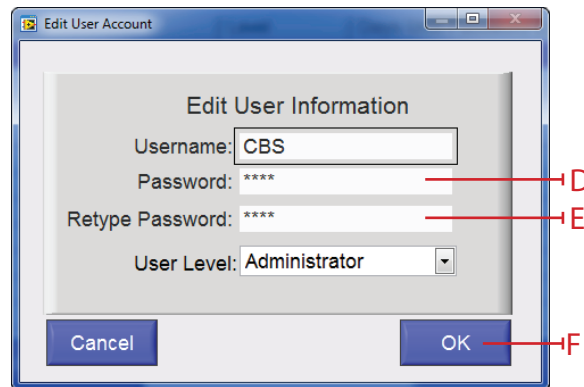 Edit User Account
Edit User Information
Username: CBS
Password: ****
D
Retype Password: ****
E
User Level: Administrator
Cancel
OK
F